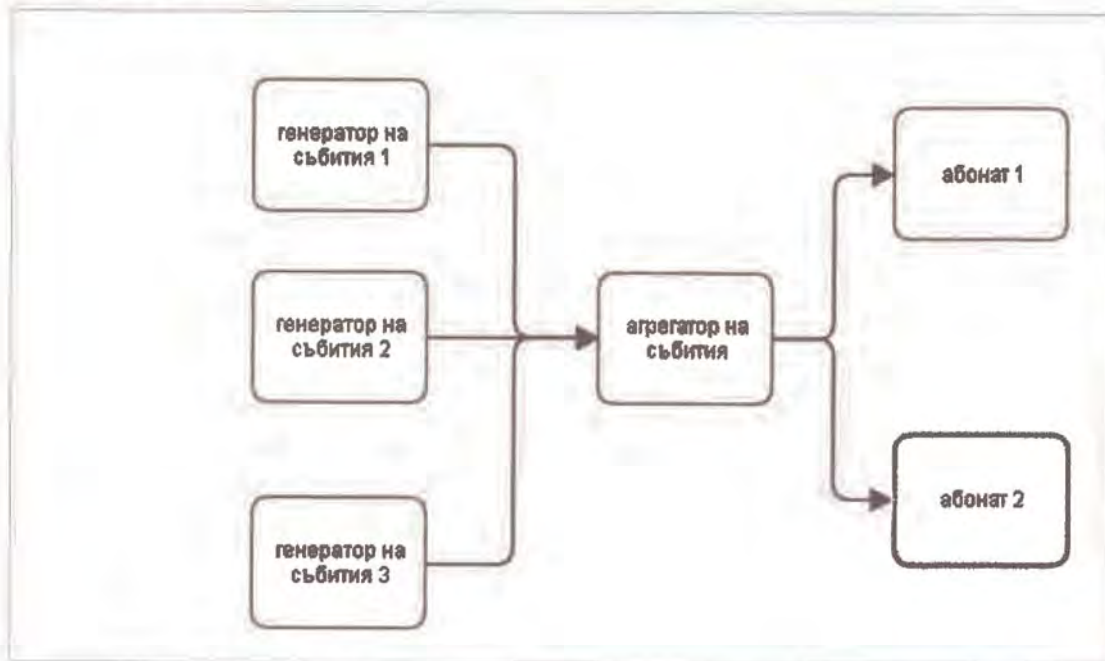 генератор на
събития 1
генератор на
събития 2
генератор на
събития 3
агрегатор на
събития
абонат 1
абонат 2